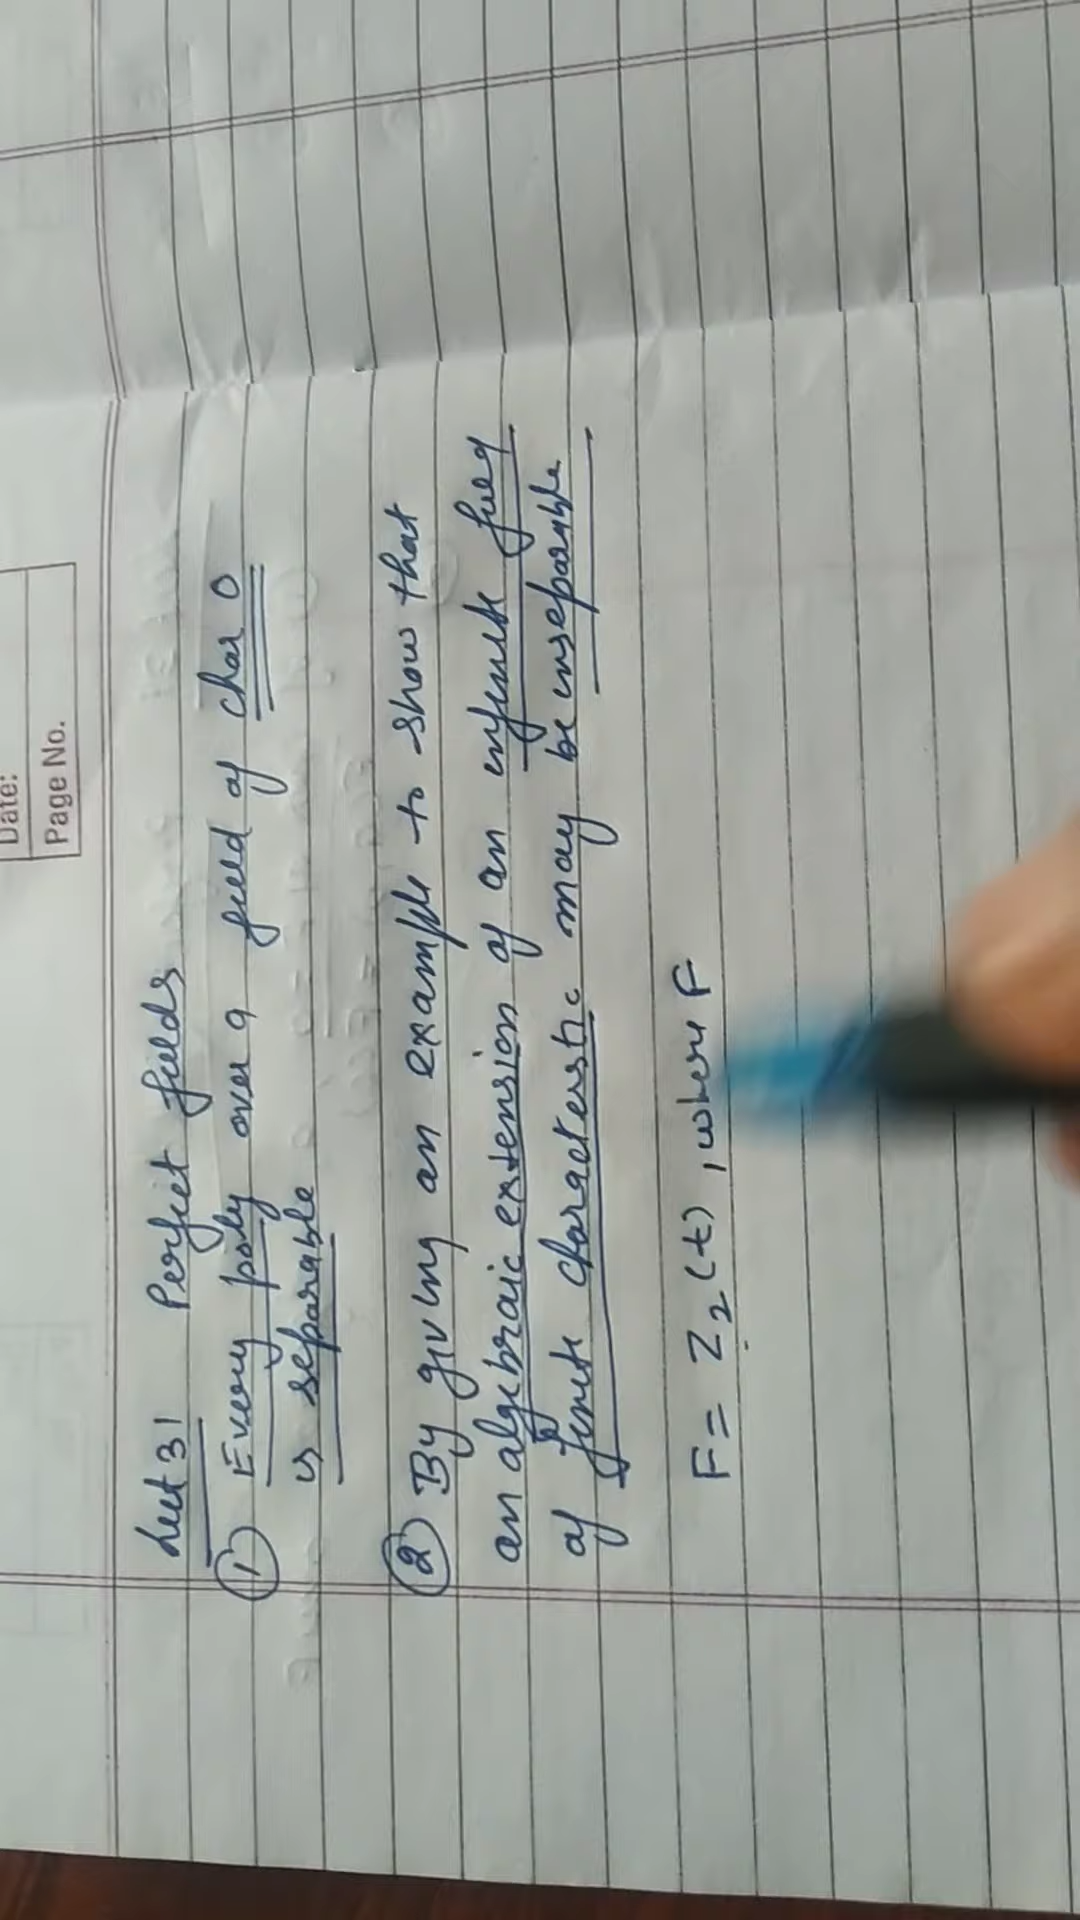 Date:
Page No.
Lect 31 Perfect fields
① Every poly over a field of char 0
is separable
② By giving an example to show that
an algebraic extension of an infinite field
of finite characteristic may be inseparable
F = Z₂(t), where F